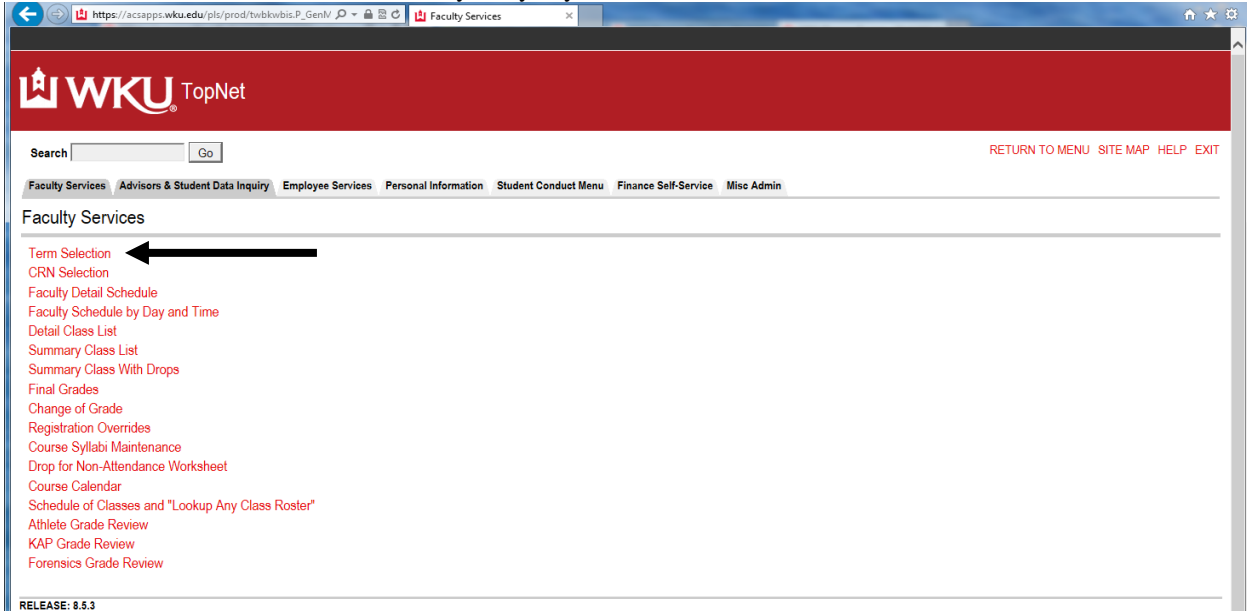 https://acsapps.wku.edu/pls/prod/twbkwbis.P_GenM
Faculty Services
WKU® TopNet
Search Go
RETURN TO MENU SITE MAP HELP EXIT
Faculty Services Advisors & Student Data Inquiry Employee Services Personal Information Student Conduct Menu Finance Self-Service Misc Admin
Faculty Services
Term Selection
CRN Selection
Faculty Detail Schedule
Faculty Schedule by Day and Time
Detail Class List
Summary Class List
Summary Class With Drops
Final Grades
Change of Grade
Registration Overrides
Course Syllabi Maintenance
Drop for Non-Attendance Worksheet
Course Calendar
Schedule of Classes and "Lookup Any Class Roster"
Athlete Grade Review
KAP Grade Review
Forensics Grade Review
RELEASE: 8.5.3